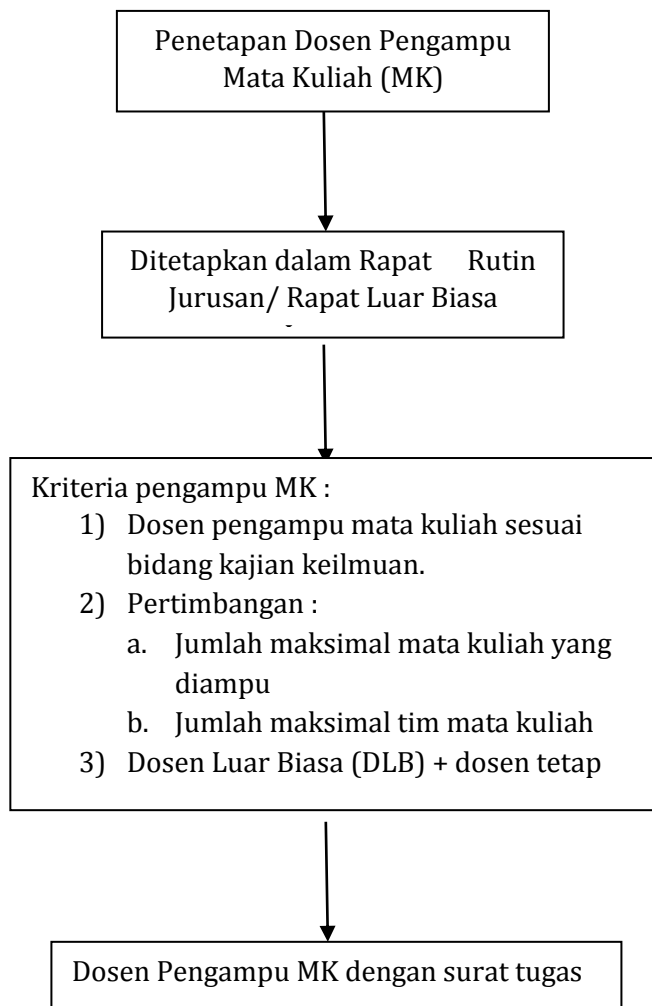 Penetapan Dosen Pengampu
Mata Kuliah (MK)
Ditetapkan dalam Rapat Rutin
Jurusan/ Rapat Luar Biasa
Kriteria pengampu MK :
1) Dosen pengampu mata kuliah sesuai
bidang kajian keilmuan.
2) Pertimbangan :
a. Jumlah maksimal mata kuliah yang
diampu
b. Jumlah maksimal tim mata kuliah
3) Dosen Luar Biasa (DLB) + dosen tetap
Dosen Pengampu MK dengan surat tugas